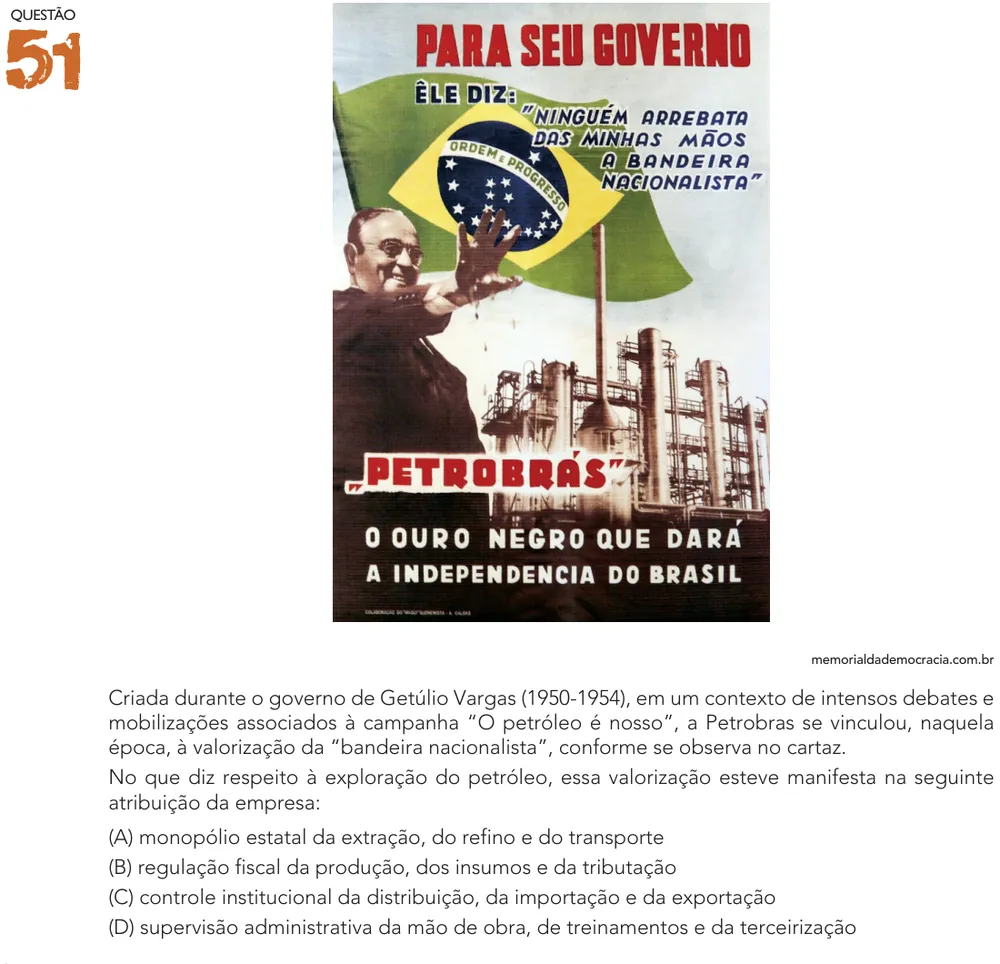 QUESTÃO
51
PARA SEU GOVERNO
ÊLE DIZ:
"NINGUÉM ARREBATA
DAS MINHAS MÃOS
A BANDEIRA
NACIONALISTA"
ORDEM E PROGRESSO
"PETROBRÁS"
O OURO NEGRO QUE DARÁ
A INDEPENDENCIA DO BRASIL
memorialdademocracia.com.br
Criada durante o governo de Getúlio Vargas (1950-1954), em um contexto de intensos debates e
mobilizações associados à campanha “O petróleo é nosso”, a Petrobras se vinculou, naquela
época, à valorização da “bandeira nacionalista”, conforme se observa no cartaz.
No que diz respeito à exploração do petróleo, essa valorização esteve manifesta na seguinte
atribuição da empresa:
(A) monopólio estatal da extração, do refino e do transporte
(B) regulação fiscal da produção, dos insumos e da tributação
(C) controle institucional da distribuição, da importação e da exportação
(D) supervisão administrativa da mão de obra, de treinamentos e da terceirização